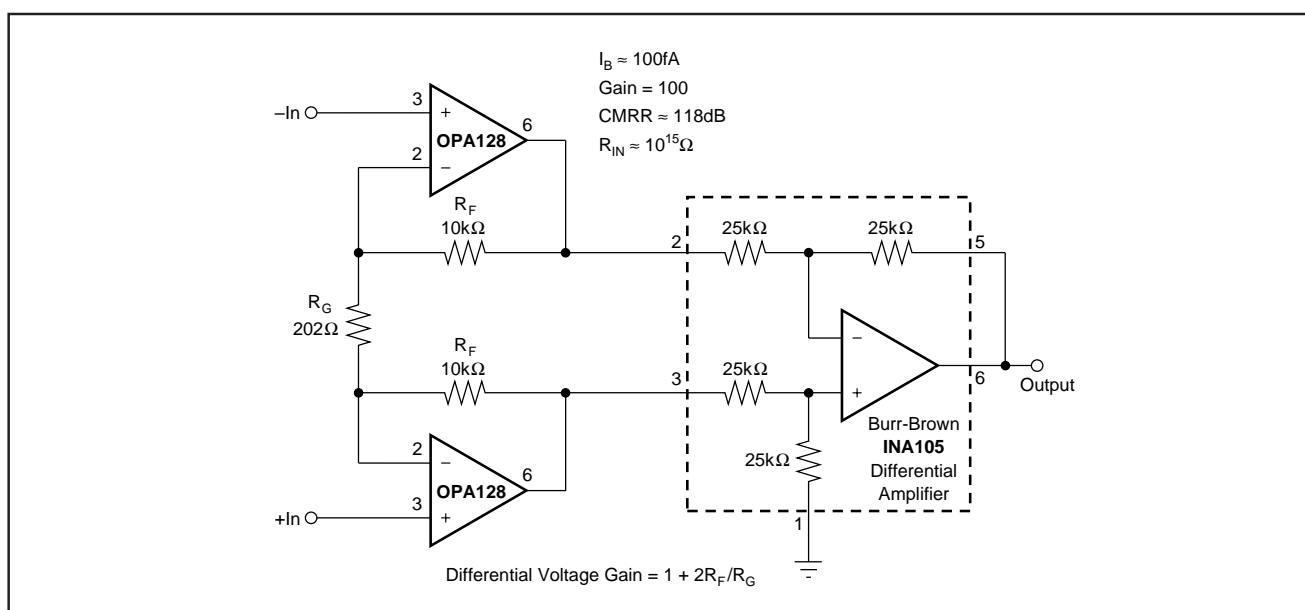 I_B ≈ 100fA
Gain = 100
CMRR ≈ 118dB
R_IN ≈ 10^15Ω
–In
3
+
OPA128
6
2
–
R_F
10kΩ
2
25kΩ
25kΩ
5
R_G
202Ω
R_F
10kΩ
3
25kΩ
–
+
6
Output
Burr-Brown
INA105
Differential
Amplifier
25kΩ
1
2
–
OPA128
6
+In
3
+
Differential Voltage Gain = 1 + 2R_F/R_G